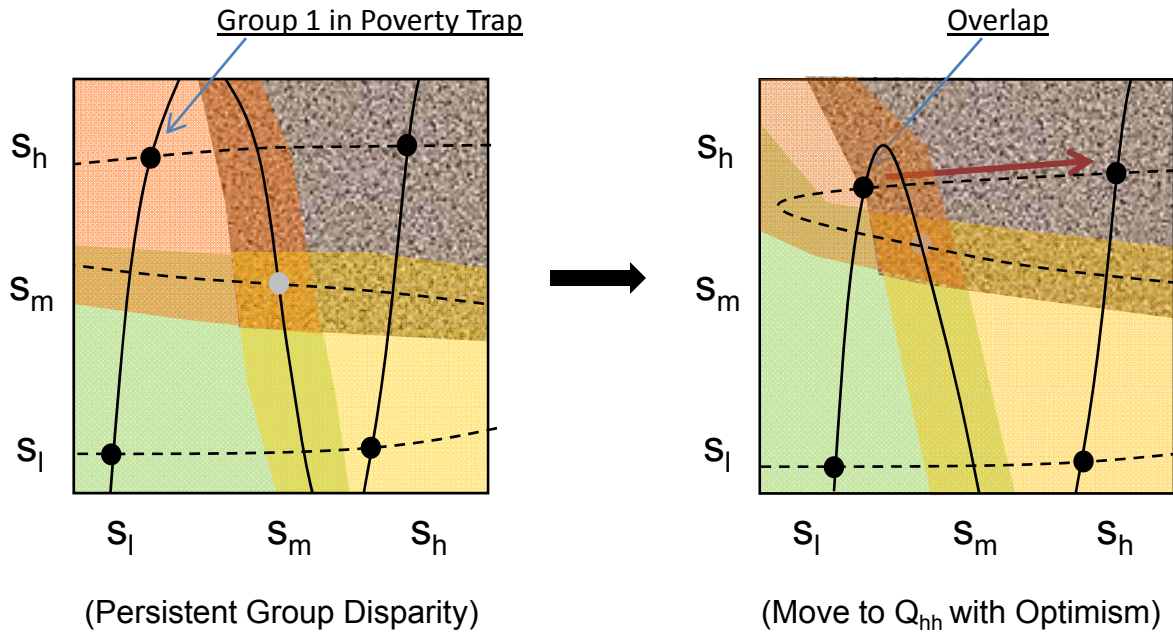 Group 1 in Poverty Trap
Overlap
s_h
s_m
s_l
s_l s_m s_h
s_h
s_m
s_l
s_l s_m s_h
(Persistent Group Disparity)
(Move to Q_hh with Optimism)